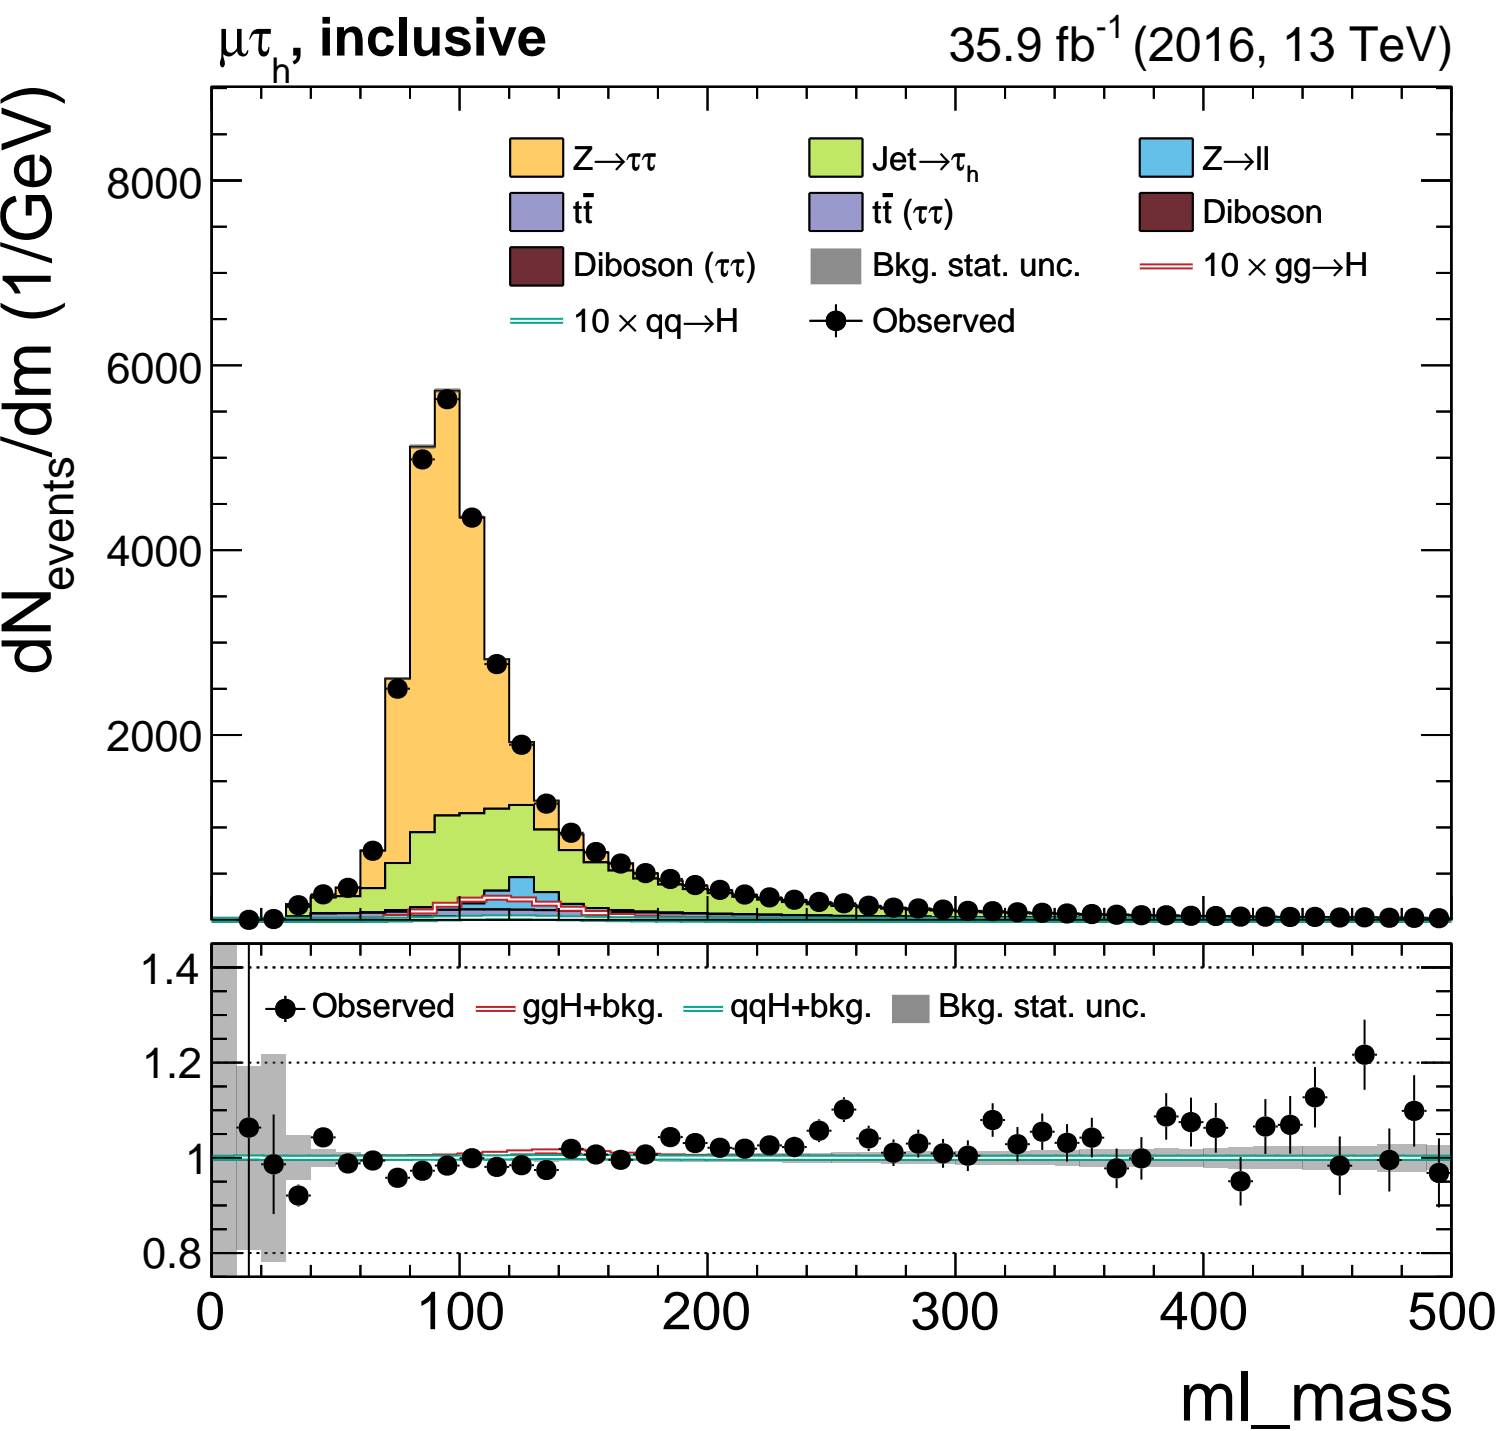 μτh, inclusive 35.9 fb-1 (2016, 13 TeV)
dNevents/dm (1/GeV)
8000
6000
4000
2000
Z→ττ Jet→τh Z→ll
tt̄ tt̄ (ττ) Diboson
Diboson (ττ) Bkg. stat. unc. 10 × gg→H
10 × qq→H Observed
1.4
1.2
1
0.8
Observed ggH+bkg. qqH+bkg. Bkg. stat. unc.
0 100 200 300 400 500
ml_mass